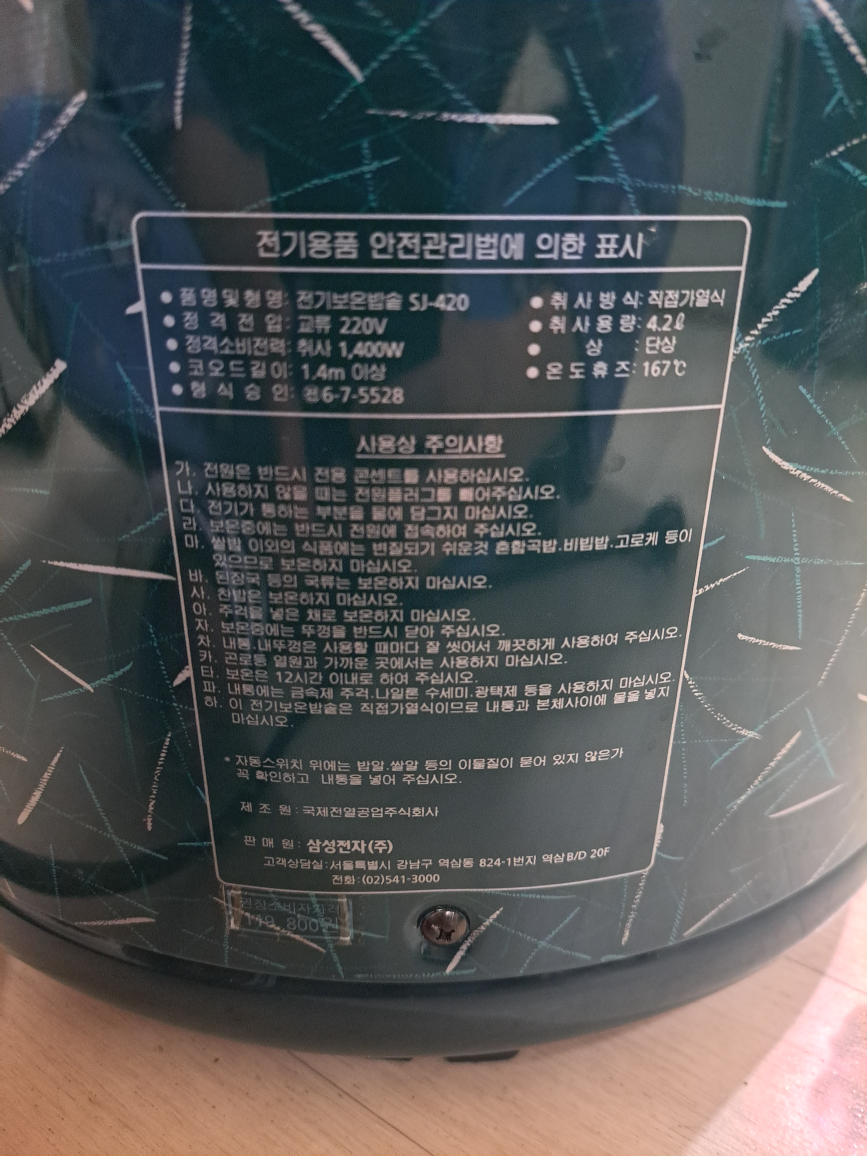 전기용품 안전관리법에 의한 표시
● 품명및형명: 전기보온밥솥 SJ-420
● 정격전압: 교류 220V
● 정격소비전력: 취사 1,400W
● 코오드길이: 1.4m 이상
● 형식승인: 6-7-5528
● 취사방식: 직접가열식
● 취사용량: 4.2ℓ
● 상: 단상
● 온도휴즈: 167℃
사용상 주의사항
가. 전원은 반드시 전용 콘센트를 사용하십시오.
나. 사용하지 않을 때는 전원플러그를 빼어주십시오.
다. 전기가 통하는 부분을 물에 담그지 마십시오.
라. 보온중에는 반드시 전원에 접속하여 주십시오.
마. 쌀밥 이외의 식품에는 변질되기 쉬운것 혼합곡밥.비빔밥.고로케 등이
있으므로 보온하지 마십시오.
바. 된장국 등의 국류는 보온하지 마십시오.
사. 찬밥은 보온하지 마십시오.
아. 주걱을 넣은 채로 보온하지 마십시오.
자. 보온중에는 뚜껑을 반드시 닫아 주십시오.
차. 내통.내뚜껑은 사용할 때마다 잘 씻어서 깨끗하게 사용하여 주십시오.
카. 곤로등 열원과 가까운 곳에서는 사용하지 마십시오.
타. 보온은 12시간 이내로 하여 주십시오.
파. 내통에는 금속제 주걱.나일론 수세미.광택제 등을 사용하지 마십시오.
하. 이 전기보온밥솥은 직접가열식이므로 내통과 본체사이에 물을 넣지
마십시오.
* 자동스위치 위에는 밥알.쌀알 등의 이물질이 묻어 있지 않은가
꼭 확인하고 내통을 넣어 주십시오.
제조원: 국제전열공업주식회사
판매원: 삼성전자(주)
고객상담실:서울특별시 강남구 역삼동 824-1번지 역삼B/D 20F
전화:(02)541-3000
권장소비자가격
119,800원